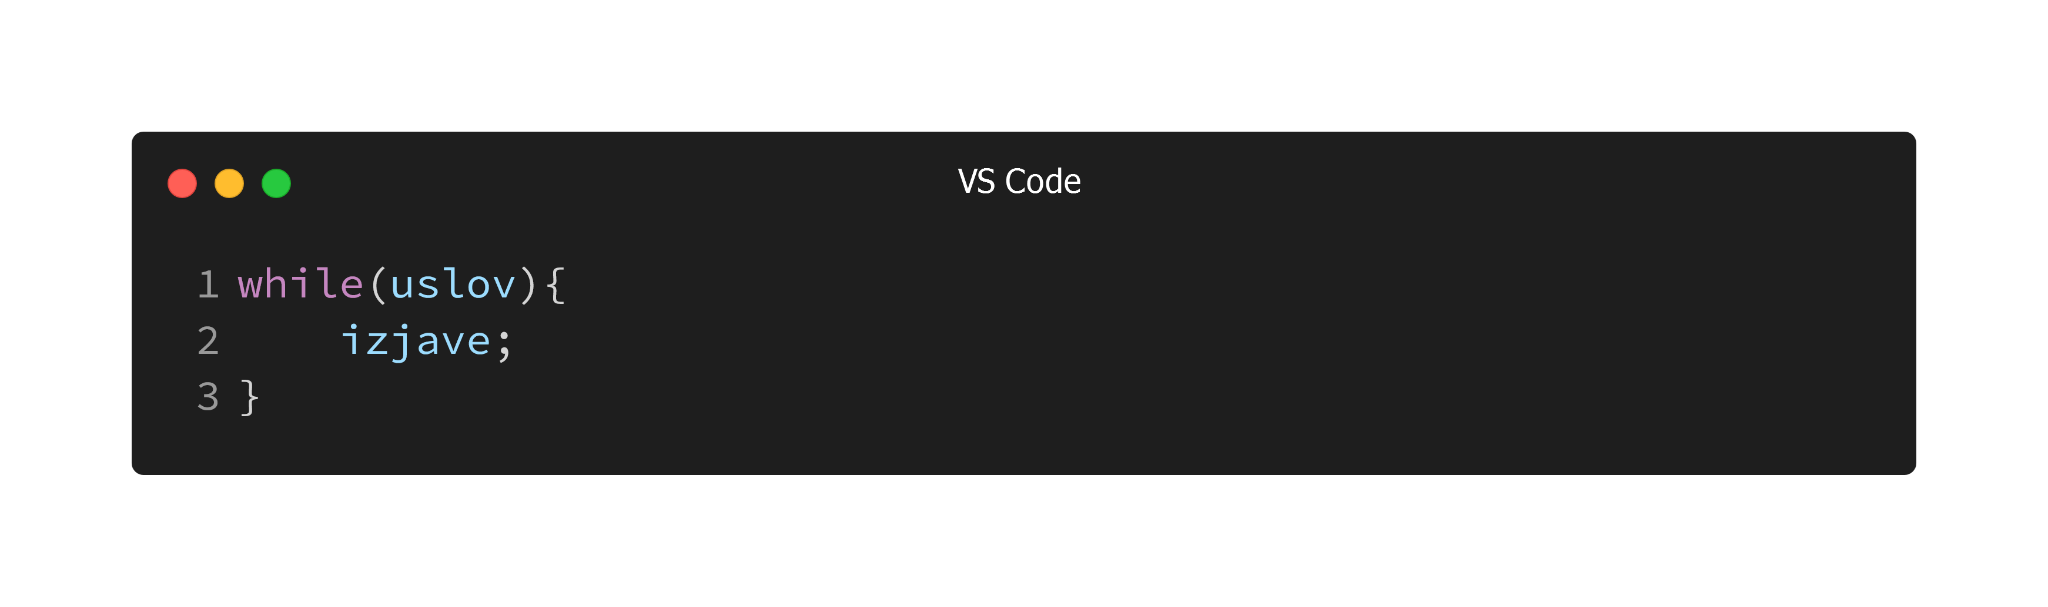 VS Code
1 while(uslov){
2     izjave;
3 }